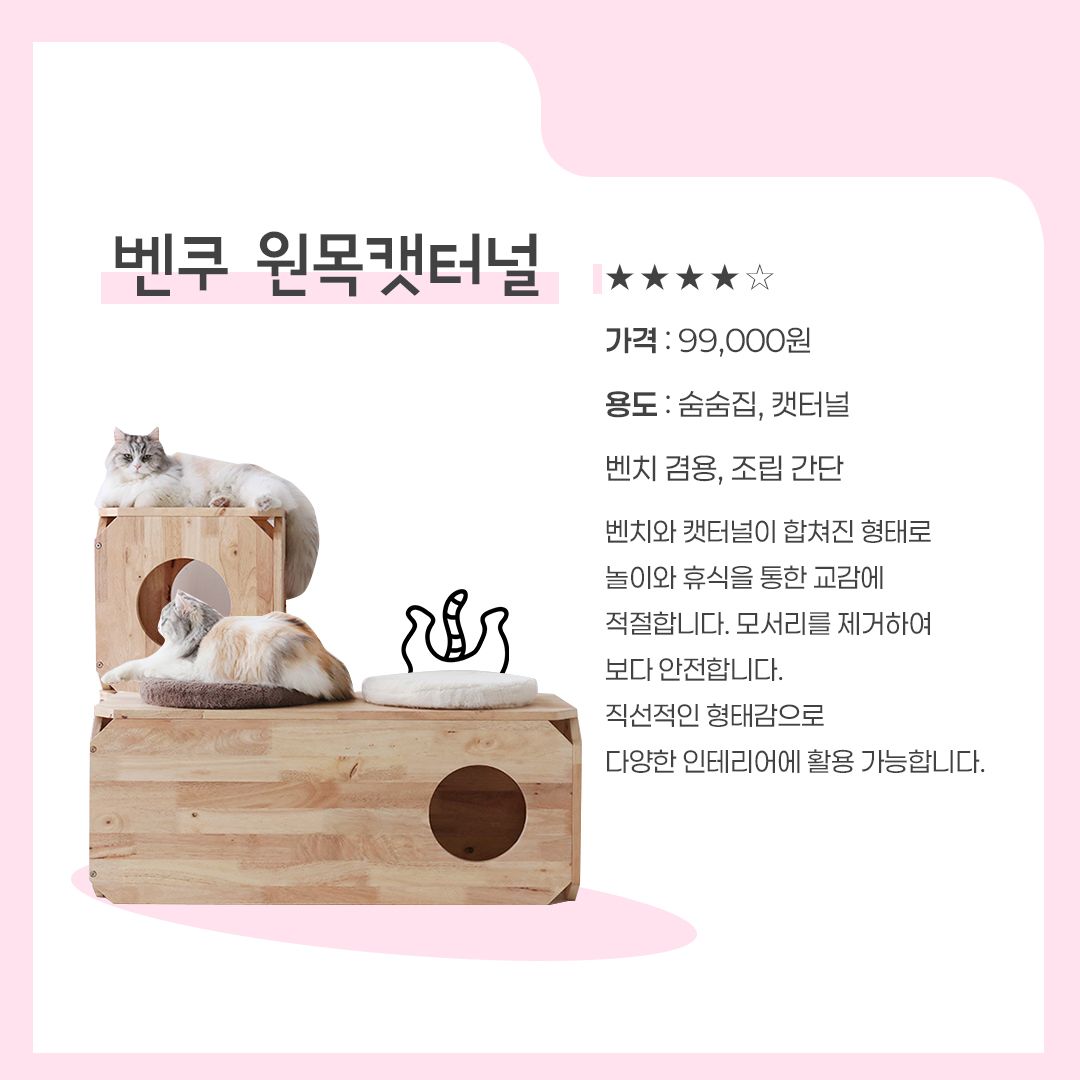 벤쿠 원목캣터널
★★★★☆
가격 : 99,000원
용도 : 숨숨집, 캣터널
벤치 겸용, 조립 간단
벤치와 캣터널이 합쳐진 형태로
놀이와 휴식을 통한 교감에
적절합니다. 모서리를 제거하여
보다 안전합니다.
직선적인 형태감으로
다양한 인테리어에 활용 가능합니다.